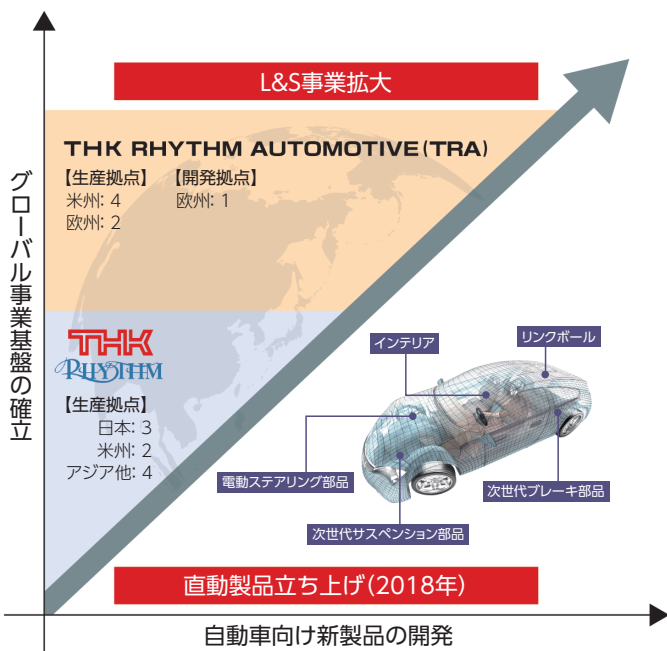 L&S事業拡大
THK RHYTHM AUTOMOTIVE(TRA)
【生産拠点】 【開発拠点】
米州: 4 欧州: 1
欧州: 2
グローバル事業基盤の確立
THK
RHYTHM
【生産拠点】
日本: 3
米州: 2
アジア他: 4
インテリア
リンクボール
電動ステアリング部品
次世代ブレーキ部品
次世代サスペンション部品
直動製品立ち上げ(2018年)
自動車向け新製品の開発